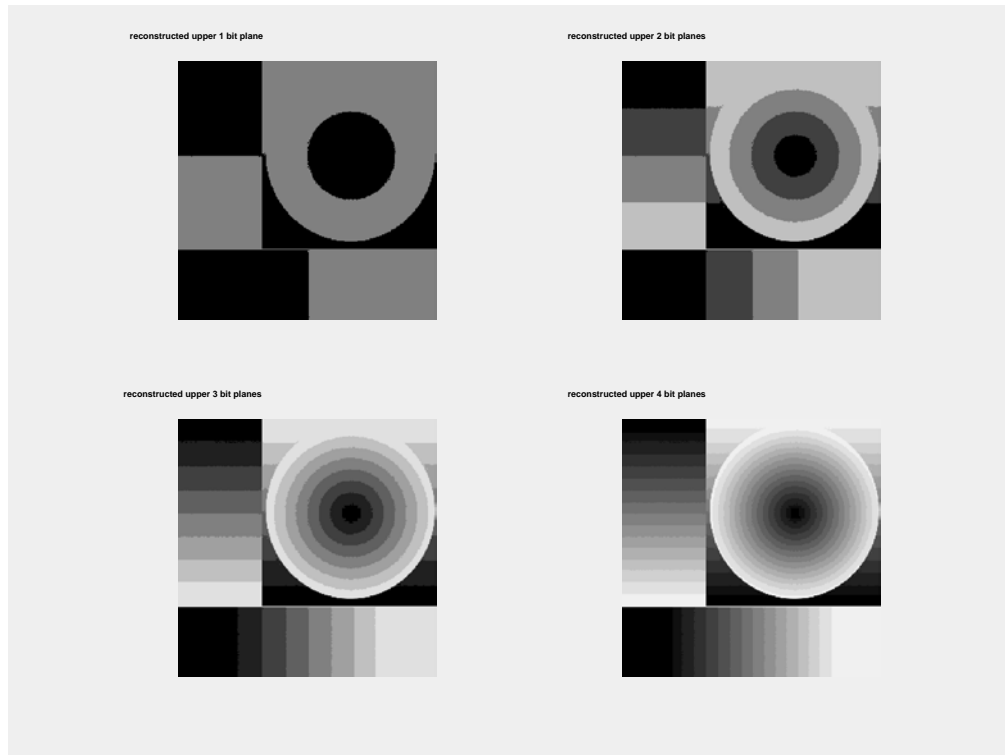 reconstructed upper 1 bit plane
reconstructed upper 2 bit planes
reconstructed upper 3 bit planes
reconstructed upper 4 bit planes